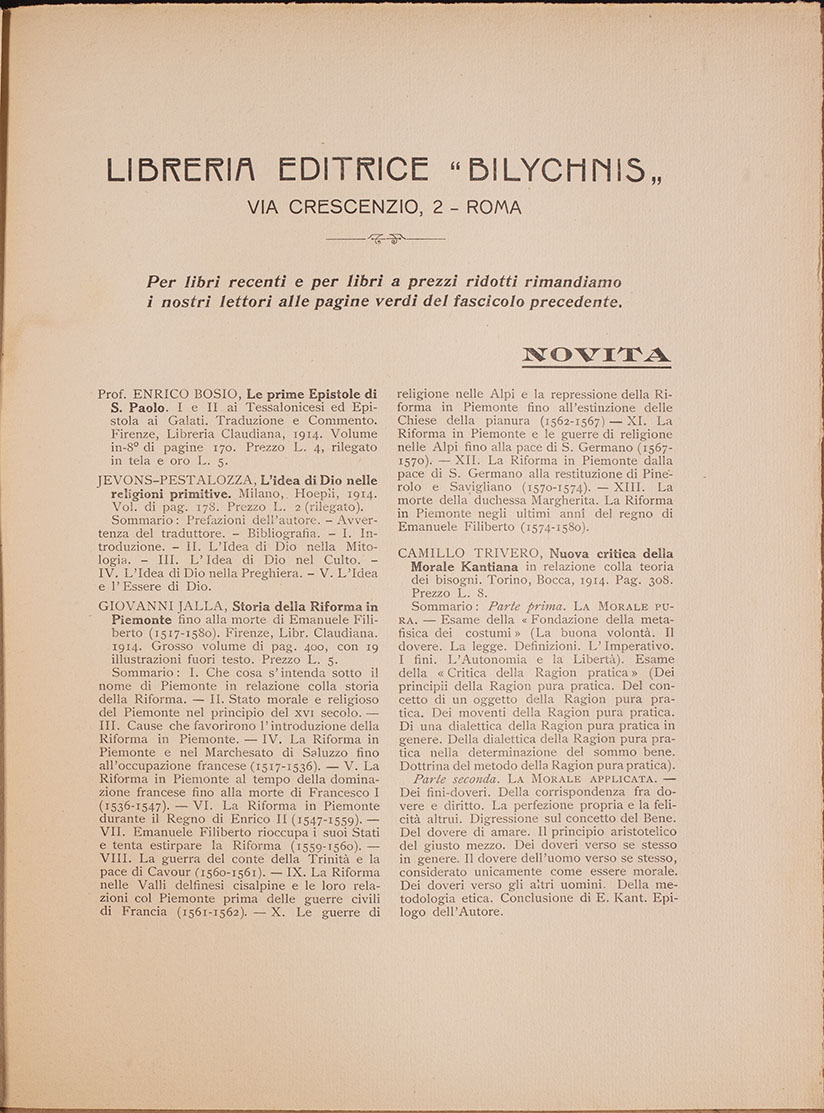 LIBRERIA EDITRICE “BILYCHNIS„
VIA CRESCENZIO, 2 – ROMA
Per libri recenti e per libri a prezzi ridotti rimandiamo
i nostri lettori alle pagine verdi del fascicolo precedente.
NOVITA
Prof. ENRICO BOSIO, Le prime Epistole di
S. Paolo. I e II ai Tessalonicesi ed Epi-
stola ai Galati. Traduzione e Commento.
Firenze, Libreria Claudiana, 1914. Volume
in-8° di pagine 170. Prezzo L. 4, rilegato
in tela e oro L. 5.
JEVONS-PESTALOZZA, L'idea di Dio nelle
religioni primitive. Milano, Hoepli, 1914.
Vol. di pag. 178. Prezzo L. 2 (rilegato).
Sommario: Prefazioni dell'autore. – Avver-
tenza del traduttore. – Bibliografia. – I. In-
troduzione. – II. L'Idea di Dio nella Mito-
logia. – III. L'Idea di Dio nel Culto. –
IV. L'Idea di Dio nella Preghiera. – V. L'Idea
e l'Essere di Dio.
GIOVANNI JALLA, Storia della Riforma in
Piemonte fino alla morte di Emanuele Fili-
berto (1517-1580). Firenze, Libr. Claudiana.
1914. Grosso volume di pag. 400, con 19
illustrazioni fuori testo. Prezzo L. 5.
Sommario: I. Che cosa s'intenda sotto il
nome di Piemonte in relazione colla storia
della Riforma. — II. Stato morale e religioso
del Piemonte nel principio del XVI secolo. —
III. Cause che favorirono l'introduzione della
Riforma in Piemonte. — IV. La Riforma in
Piemonte e nel Marchesato di Saluzzo fino
all'occupazione francese (1517-1536). — V. La
Riforma in Piemonte al tempo della domina-
zione francese fino alla morte di Francesco I
(1536-1547). — VI. La Riforma in Piemonte
durante il Regno di Enrico II (1547-1559). —
VII. Emanuele Filiberto rioccupa i suoi Stati
e tenta estirpare la Riforma (1559-1560). —
VIII. La guerra del conte della Trinità e la
pace di Cavour (1560-1561). — IX. La Riforma
nelle Valli delfinesi cisalpine e le loro rela-
zioni col Piemonte prima delle guerre civili
di Francia (1561-1562). — X. Le guerre di
religione nelle Alpi e la repressione della Ri-
forma in Piemonte fino all'estinzione delle
Chiese della pianura (1562-1567) — XI. La
Riforma in Piemonte e le guerre di religione
nelle Alpi fino alla pace di S. Germano (1567-
1570). — XII. La Riforma in Piemonte dalla
pace di S. Germano alla restituzione di Pine-
rolo e Savigliano (1570-1574). — XIII. La
morte della duchessa Margherita. La Riforma
in Piemonte negli ultimi anni del regno di
Emanuele Filiberto (1574-1580).
CAMILLO TRIVERO, Nuova critica della
Morale Kantiana in relazione colla teoria
dei bisogni. Torino, Bocca, 1914. Pag. 308.
Prezzo L. 8.
Sommario: Parte prima. LA MORALE PU-
RA. — Esame della «Fondazione della meta-
fisica dei costumi» (La buona volontà. Il
dovere. La legge. Definizioni. L'Imperativo.
I fini. L'Autonomia e la Libertà). Esame
della «Critica della Ragion pratica» (Dei
principii della Ragion pura pratica. Del con-
cetto di un oggetto della Ragion pura pra-
tica. Dei moventi della Ragion pura pratica.
Di una dialettica della Ragion pura pratica in
genere. Della dialettica della Ragion pura pra-
tica nella determinazione del sommo bene.
Dottrina del metodo della Ragion pura pratica).
Parte seconda. LA MORALE APPLICATA. —
Dei fini-doveri. Della corrispondenza fra do-
vere e diritto. La perfezione propria e la feli-
cità altrui. Digressione sul concetto del Bene.
Del dovere di amare. Il principio aristotelico
del giusto mezzo. Dei doveri verso se stesso
in genere. Il dovere dell'uomo verso se stesso,
considerato unicamente come essere morale.
Dei doveri verso gli altri uomini. Della me-
todologia etica. Conclusione di E. Kant. Epi-
logo dell'Autore.